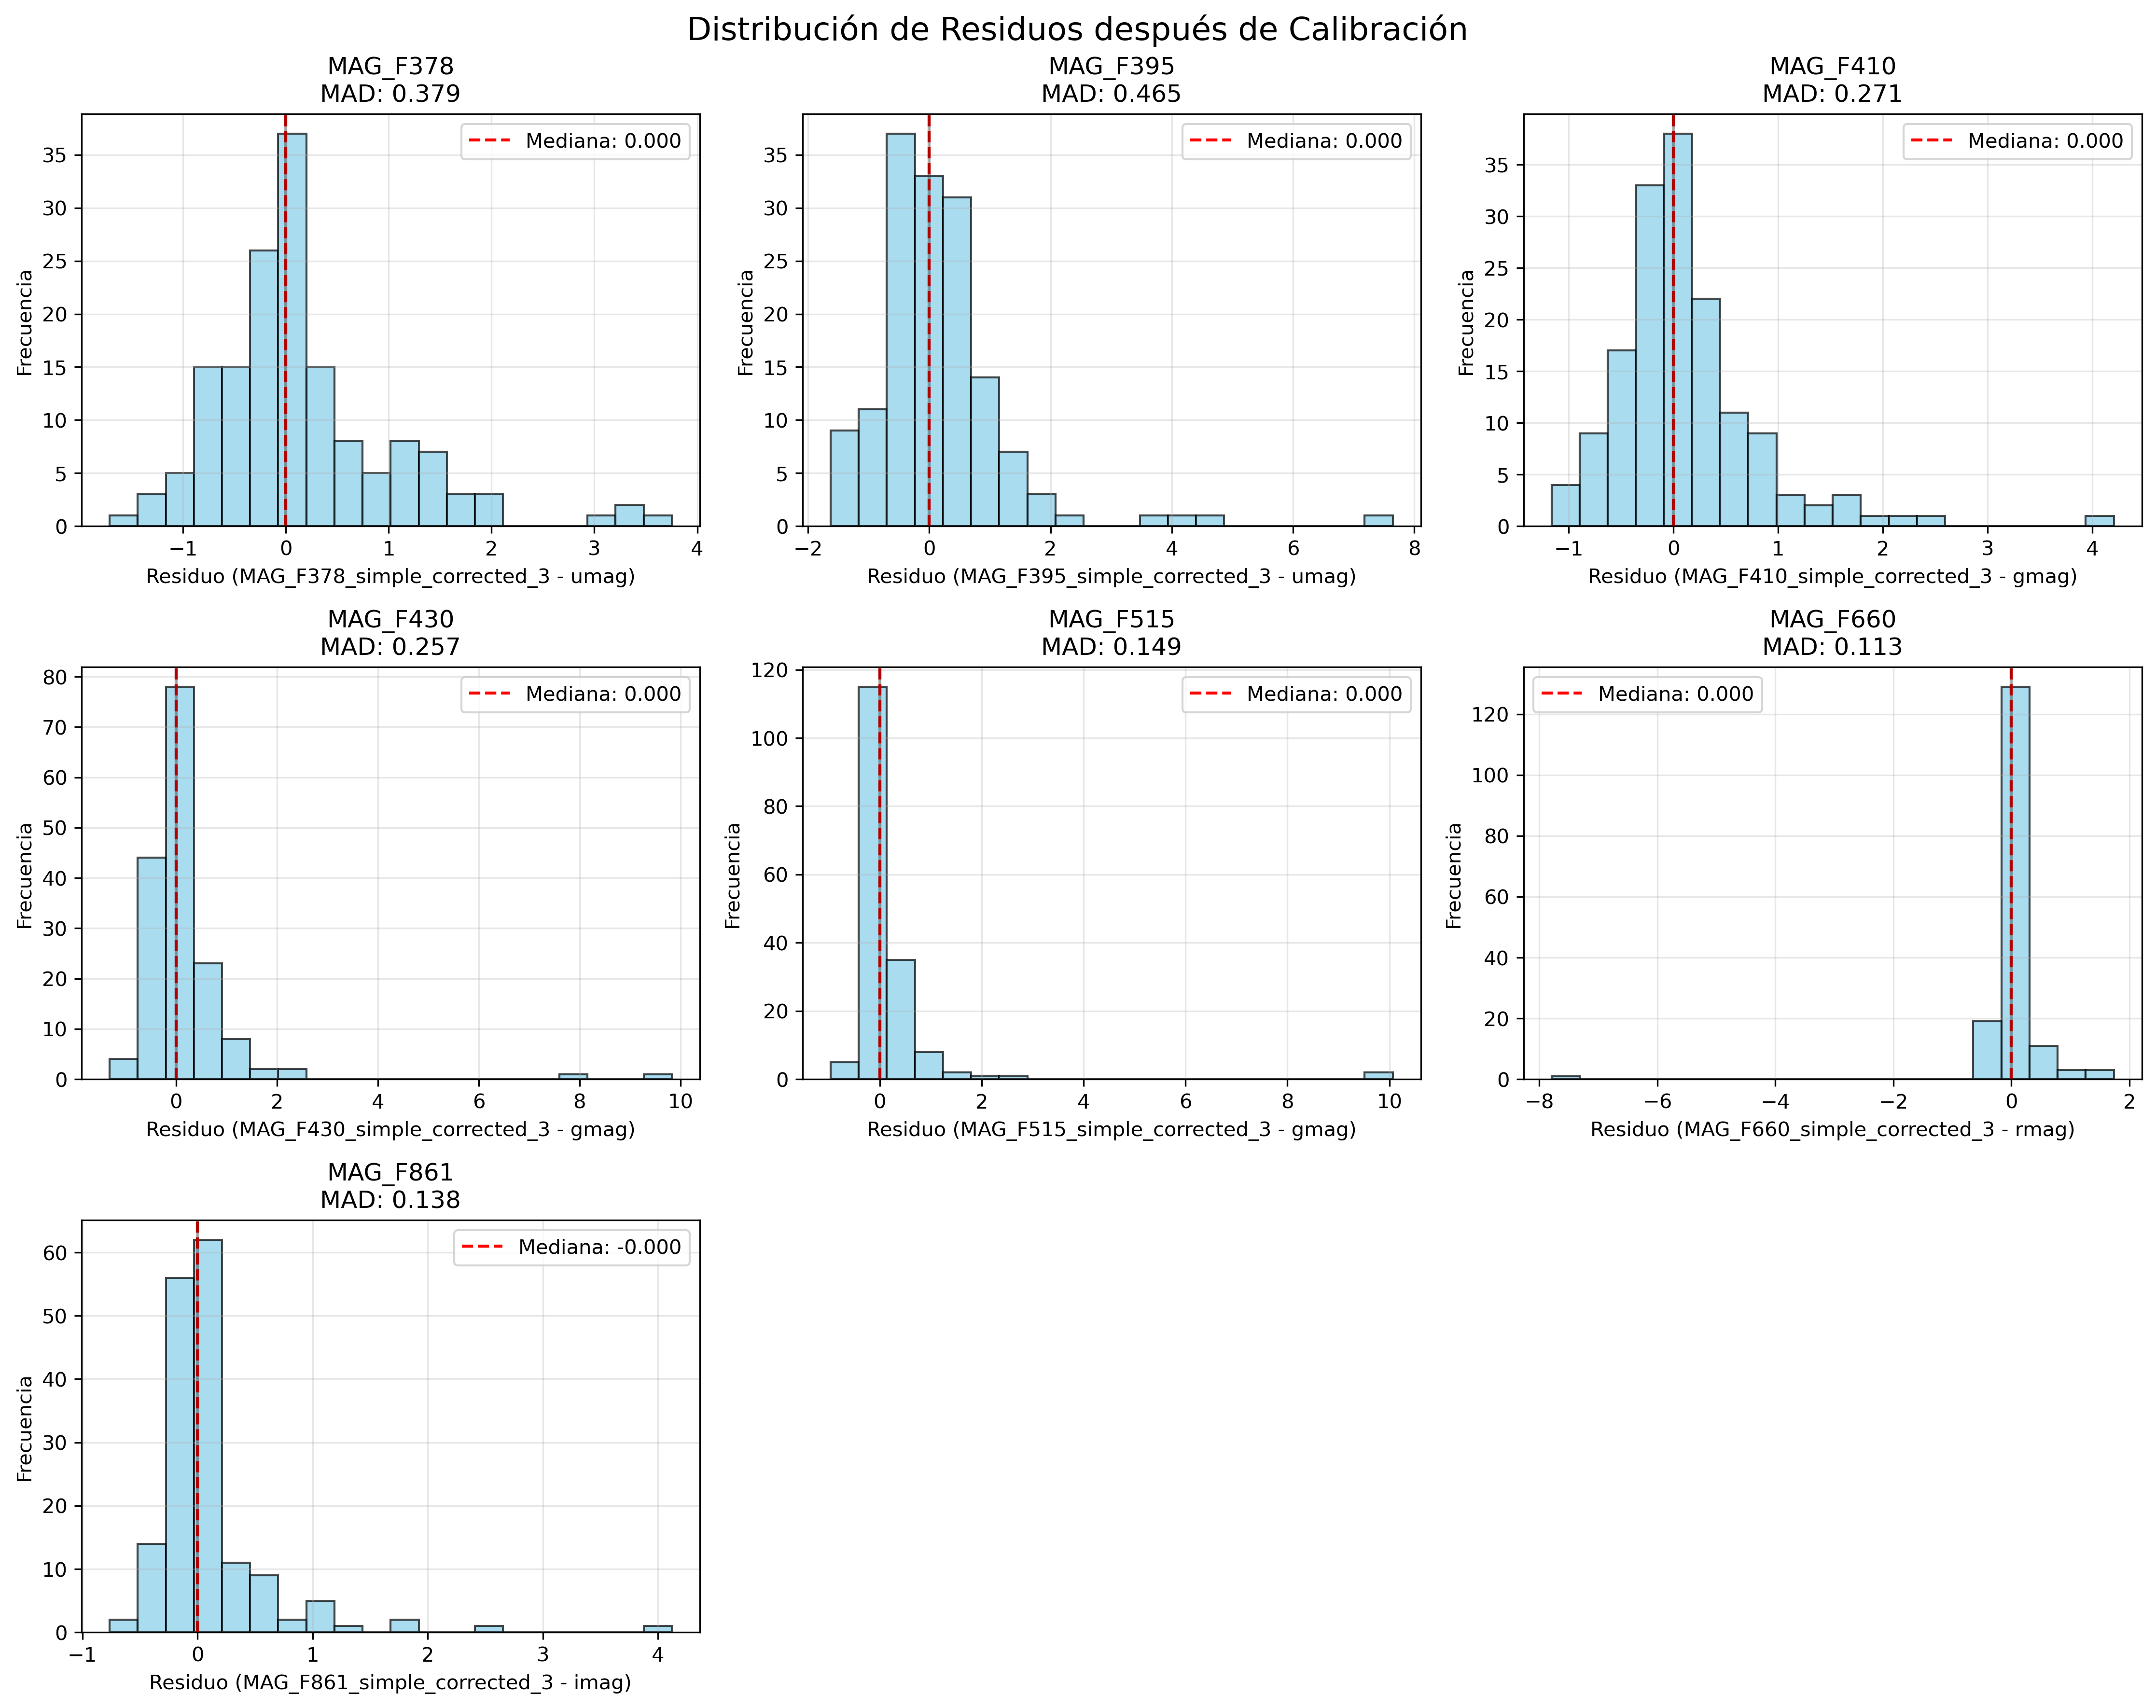 Distribución de Residuos después de Calibración
MAG_F378
MAD: 0.379
Mediana: 0.000
Frecuencia
35
30
25
20
15
10
5
0
−1 0 1 2 3 4
Residuo (MAG_F378_simple_corrected_3 - umag)
MAG_F395
MAD: 0.465
Mediana: 0.000
Frecuencia
35
30
25
20
15
10
5
0
−2 0 2 4 6 8
Residuo (MAG_F395_simple_corrected_3 - umag)
MAG_F410
MAD: 0.271
Mediana: 0.000
Frecuencia
35
30
25
20
15
10
5
0
−1 0 1 2 3 4
Residuo (MAG_F410_simple_corrected_3 - gmag)
MAG_F430
MAD: 0.257
Mediana: 0.000
Frecuencia
80
70
60
50
40
30
20
10
0
0 2 4 6 8 10
Residuo (MAG_F430_simple_corrected_3 - gmag)
MAG_F515
MAD: 0.149
Mediana: 0.000
Frecuencia
120
100
80
60
40
20
0
0 2 4 6 8 10
Residuo (MAG_F515_simple_corrected_3 - gmag)
MAG_F660
MAD: 0.113
Mediana: 0.000
Frecuencia
120
100
80
60
40
20
0
−8 −6 −4 −2 0 2
Residuo (MAG_F660_simple_corrected_3 - rmag)
MAG_F861
MAD: 0.138
Mediana: -0.000
Frecuencia
60
50
40
30
20
10
0
−1 0 1 2 3 4
Residuo (MAG_F861_simple_corrected_3 - imag)